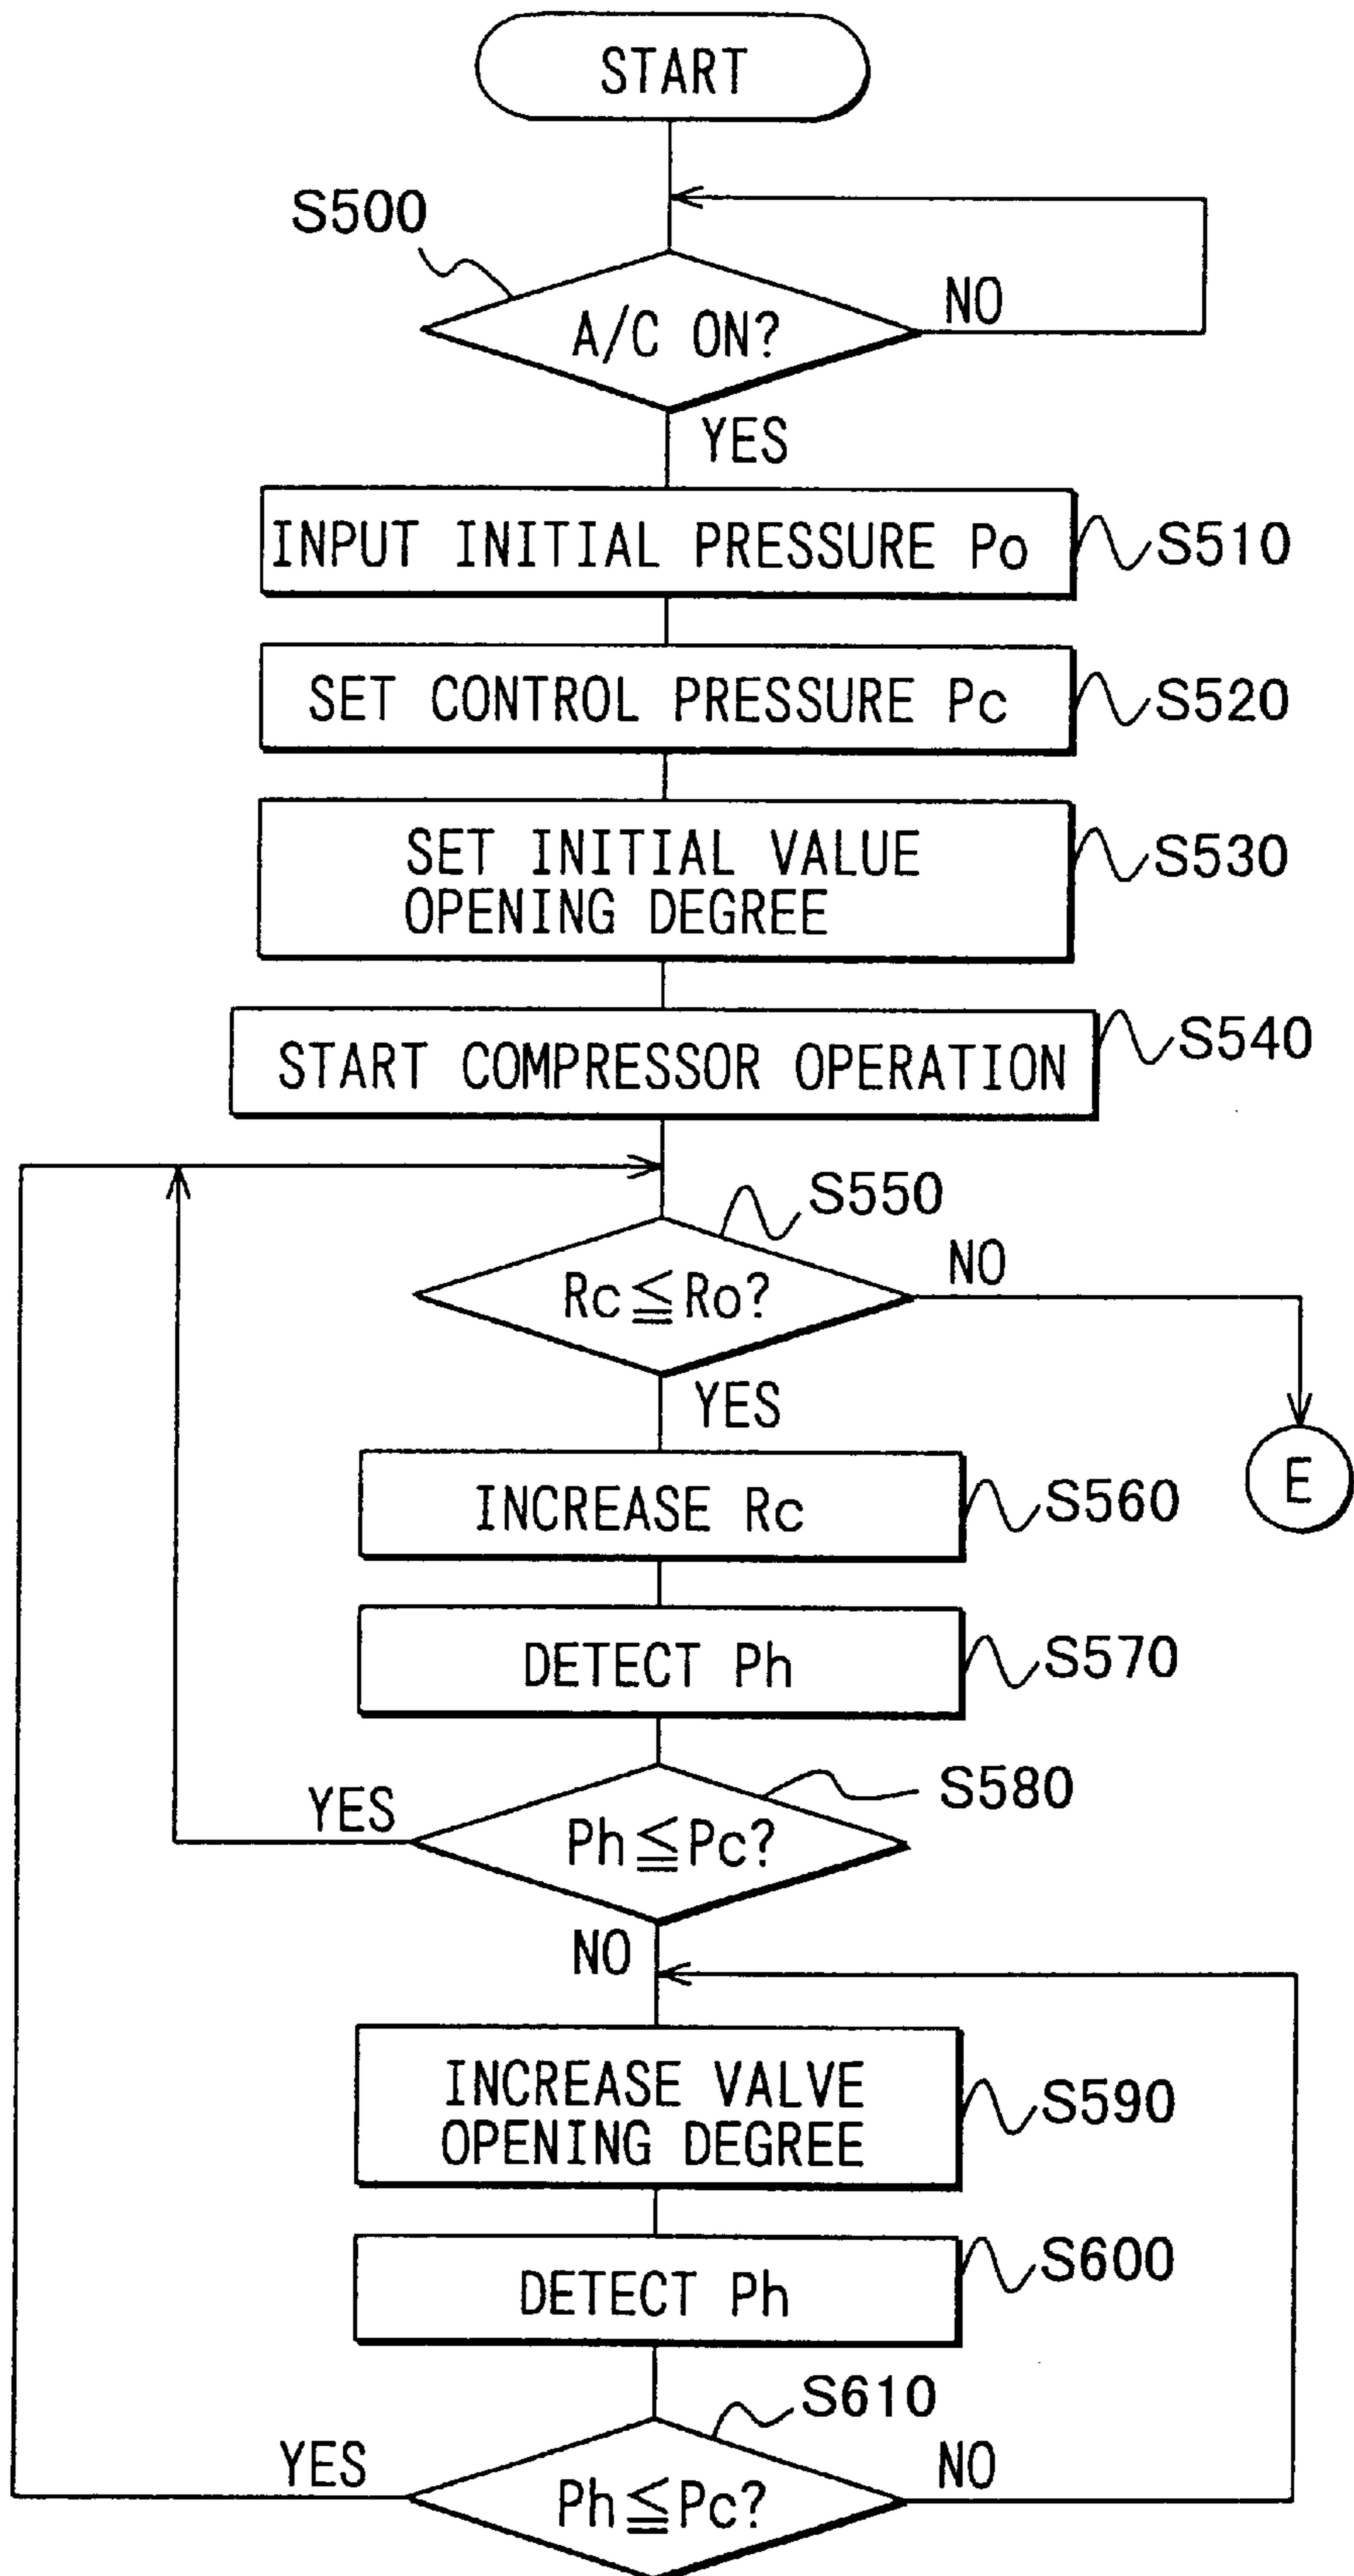 START
S500
A/C ON?
NO
YES
INPUT INITIAL PRESSURE Po
S510
SET CONTROL PRESSURE Pc
S520
SET INITIAL VALUE
OPENING DEGREE
S530
START COMPRESSOR OPERATION
S540
S550
Rc≦Ro?
NO
YES
E
INCREASE Rc
S560
DETECT Ph
S570
S580
YES
Ph≦Pc?
NO
INCREASE VALVE
OPENING DEGREE
S590
DETECT Ph
S600
S610
YES
Ph≦Pc?
NO